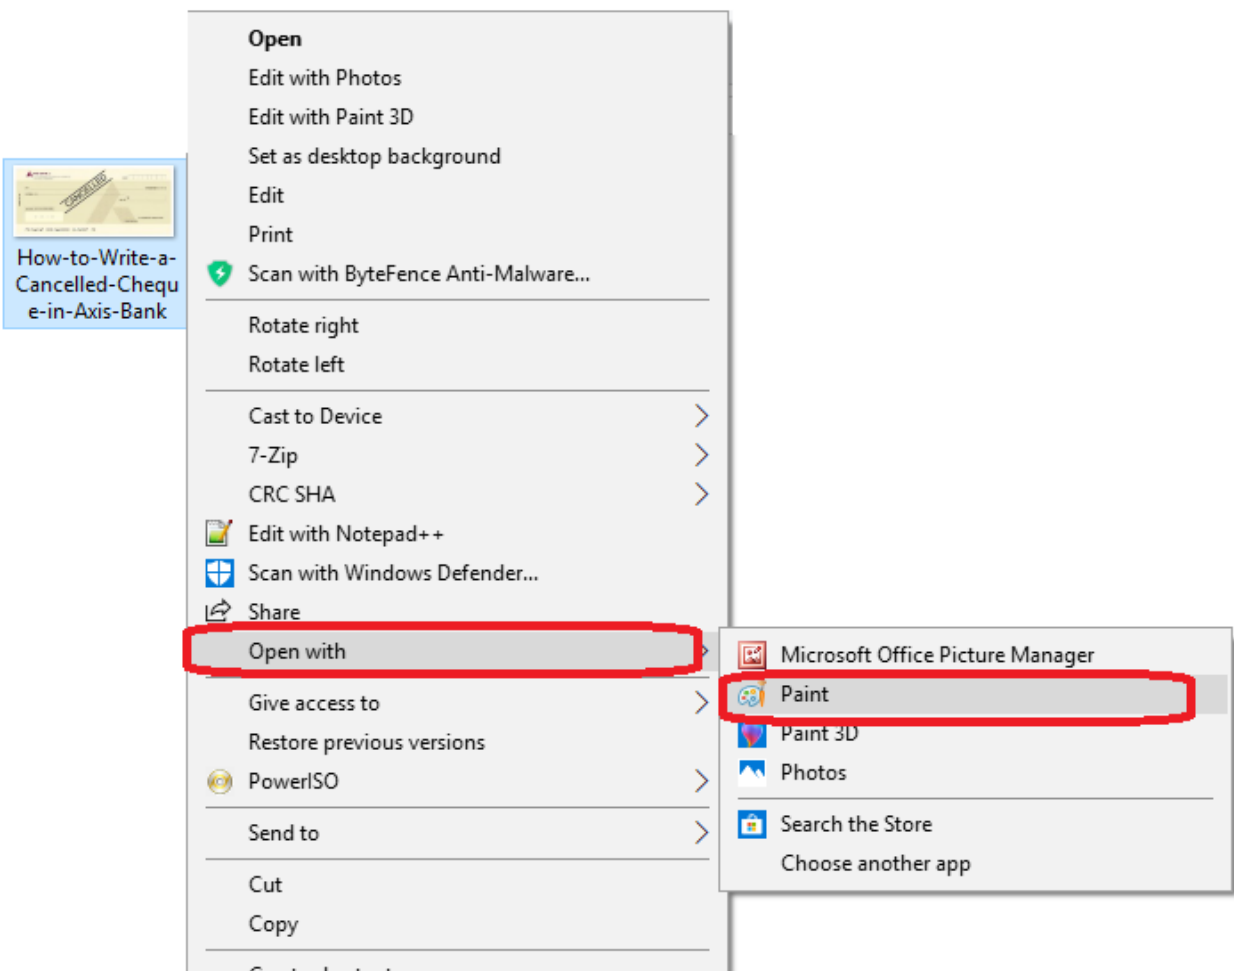 Open
Edit with Photos
Edit with Paint 3D
Set as desktop background
Edit
Print
Scan with ByteFence Anti-Malware...
CANCELLED
How-to-Write-a-
Cancelled-Chequ
e-in-Axis-Bank
Rotate right
Rotate left
Cast to Device
7-Zip
CRC SHA
Edit with Notepad++
Scan with Windows Defender...
Share
Open with
Give access to
Restore previous versions
PowerISO
Send to
Cut
Copy
Microsoft Office Picture Manager
Paint
Paint 3D
Photos
Search the Store
Choose another app